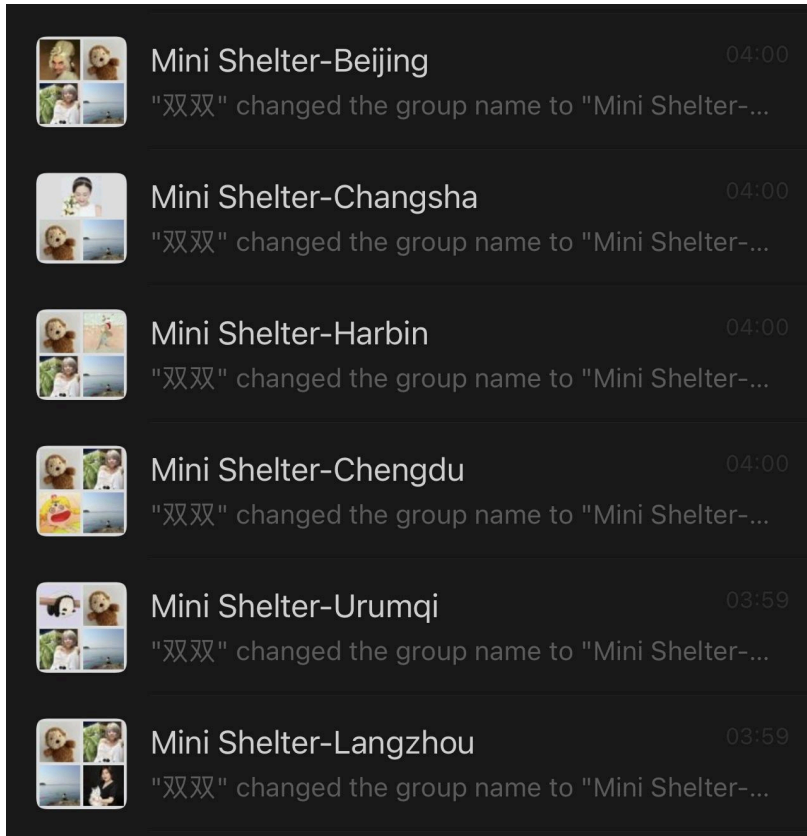 Mini Shelter-Beijing 04:00
"双双" changed the group name to "Mini Shelter-...
Mini Shelter-Changsha 04:00
"双双" changed the group name to "Mini Shelter-...
Mini Shelter-Harbin 04:00
"双双" changed the group name to "Mini Shelter-...
Mini Shelter-Chengdu 04:00
"双双" changed the group name to "Mini Shelter-...
Mini Shelter-Urumqi 03:59
"双双" changed the group name to "Mini Shelter-...
Mini Shelter-Langzhou 03:59
"双双" changed the group name to "Mini Shelter-...